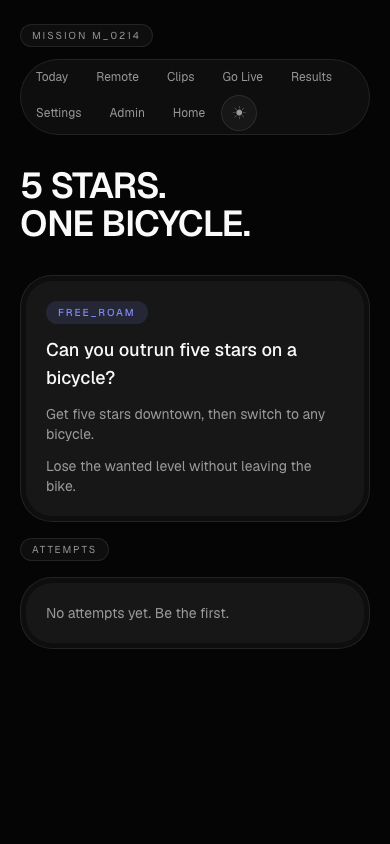 MISSION M_0214
Today Remote Clips Go Live Results
Settings Admin Home
5 STARS.
ONE BICYCLE.
FREE_ROAM
Can you outrun five stars on a
bicycle?
Get five stars downtown, then switch to any
bicycle.
Lose the wanted level without leaving the
bike.
ATTEMPTS
No attempts yet. Be the first.